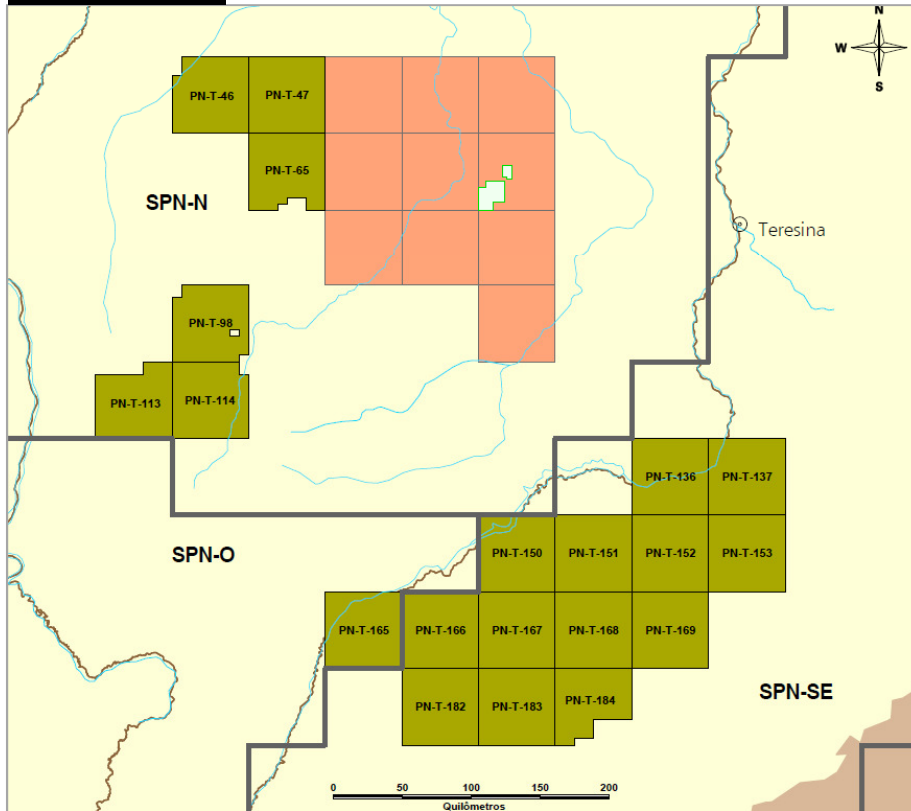 N
W E
S
PN-T-46 PN-T-47
PN-T-65
SPN-N
Teresina
PN-T-98
PN-T-113 PN-T-114
PN-T-136 PN-T-137
SPN-O
PN-T-150 PN-T-151 PN-T-152 PN-T-153
PN-T-165 PN-T-166 PN-T-167 PN-T-168 PN-T-169
SPN-SE
PN-T-182 PN-T-183 PN-T-184
0 50 100 150 200
Quilômetros